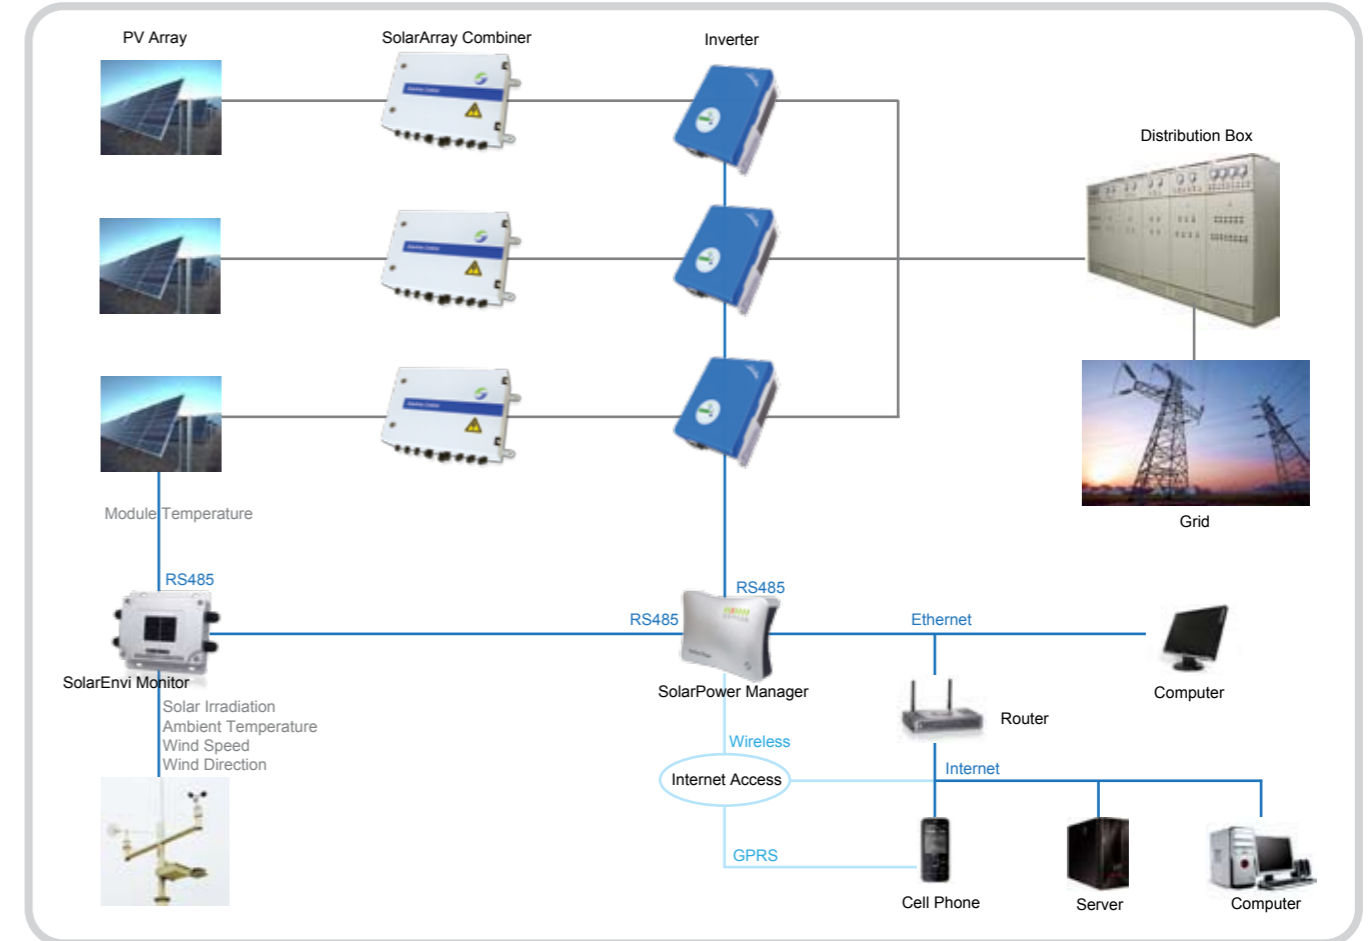 PV Array
SolarArray Combiner
Inverter
Distribution Box
Grid
Module Temperature
RS485
RS485
RS485
Ethernet
SolarEnvi Monitor
SolarPower Manager
Computer
Solar Irradiation
Ambient Temperature
Wind Speed
Wind Direction
Router
Wireless
Internet Access
Internet
GPRS
Cell Phone
Server
Computer